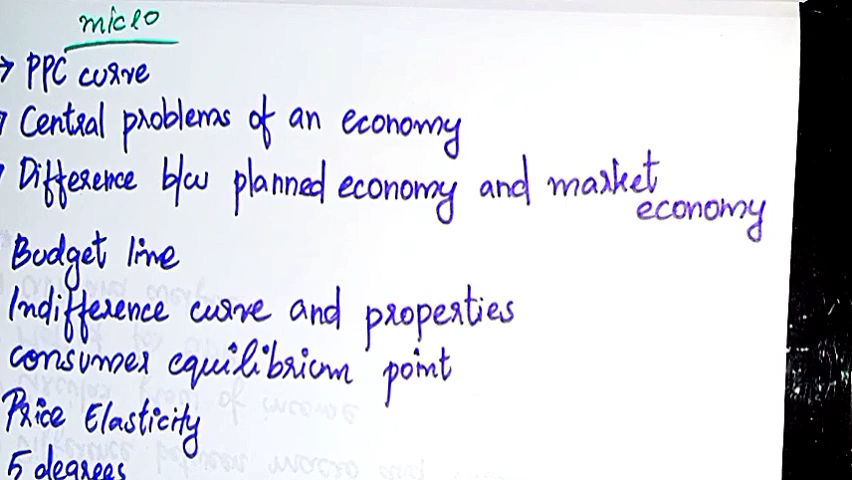 micro
→ PPC curve
Central problems of an economy
Difference b/w planned economy and market
economy
Budget line
Indifference curve and properties
consumer equilibrium point
Price Elasticity
5 degrees